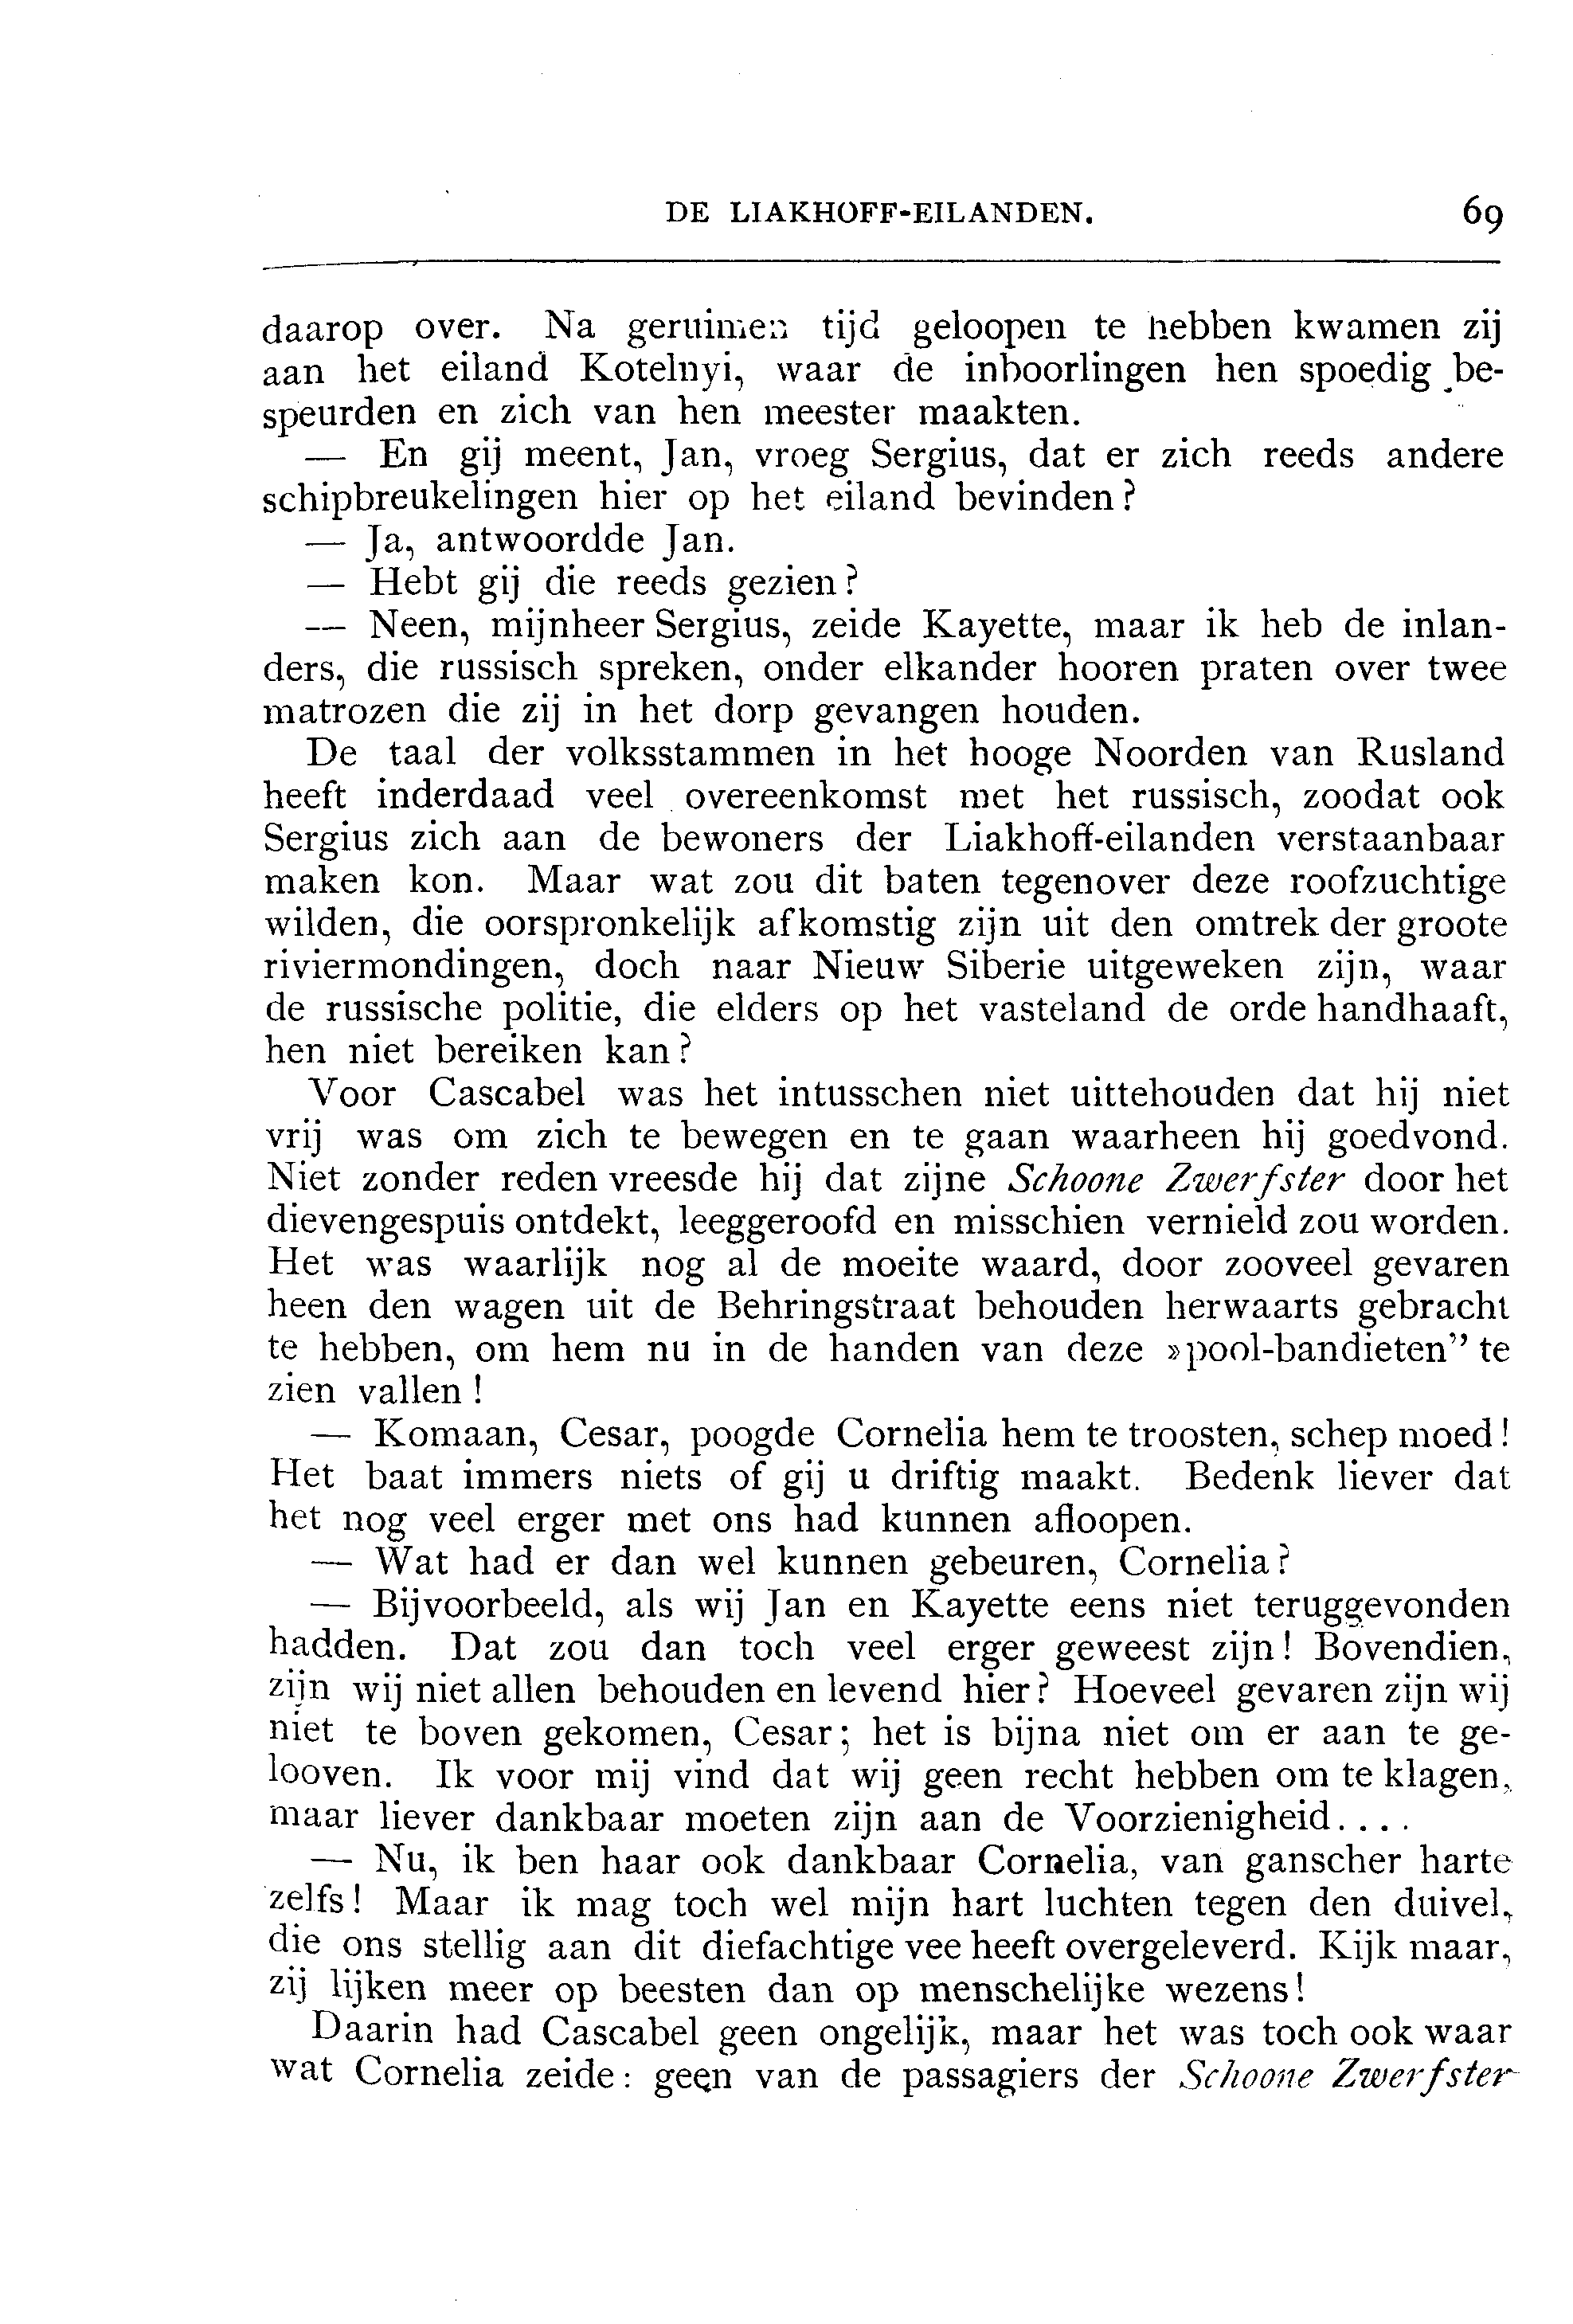 DE LIAKHOFF-EILANDEN. 69
daarop over. Na geruimen tijd geloopen te hebben kwamen zij
aan het eiland Kotelnyi, waar de inboorlingen hen spoedig be-
speurden en zich van hen meester maakten.
— En gij meent, Jan, vroeg Sergius, dat er zich reeds andere
schipbreukelingen hier op het eiland bevinden?
— Ja, antwoordde Jan.
— Hebt gij die reeds gezien?
— Neen, mijnheer Sergius, zeide Kayette, maar ik heb de inlan-
ders, die russisch spreken, onder elkander hooren praten over twee
matrozen die zij in het dorp gevangen houden.
De taal der volksstammen in het hooge Noorden van Rusland
heeft inderdaad veel overeenkomst met het russisch, zoodat ook
Sergius zich aan de bewoners der Liakhoff-eilanden verstaanbaar
maken kon. Maar wat zou dit baten tegenover deze roofzuchtige
wilden, die oorspronkelijk afkomstig zijn uit den omtrek der groote
riviermondingen, doch naar Nieuw Siberie uitgeweken zijn, waar
de russische politie, die elders op het vasteland de orde handhaaft,
hen niet bereiken kan?
Voor Cascabel was het intusschen niet uittehouden dat hij niet
vrij was om zich te bewegen en te gaan waarheen hij goedvond.
Niet zonder reden vreesde hij dat zijne Schoone Zwerfster door het
dievengespuis ontdekt, leeggeroofd en misschien vernield zou worden.
Het was waarlijk nog al de moeite waard, door zooveel gevaren
heen den wagen uit de Behringstraat behouden herwaarts gebracht
te hebben, om hem nu in de handen van deze »pool-bandieten” te
zien vallen!
— Komaan, Cesar, poogde Cornelia hem te troosten, schep moed!
Het baat immers niets of gij u driftig maakt. Bedenk liever dat
het nog veel erger met ons had kunnen afloopen.
— Wat had er dan wel kunnen gebeuren, Cornelia?
— Bijvoorbeeld, als wij Jan en Kayette eens niet teruggevonden
hadden. Dat zou dan toch veel erger geweest zijn! Bovendien,
zijn wij niet allen behouden en levend hier? Hoeveel gevaren zijn wij
niet te boven gekomen, Cesar; het is bijna niet om er aan te ge-
looven. Ik voor mij vind dat wij geen recht hebben om te klagen,
maar liever dankbaar moeten zijn aan de Voorzienigheid....
— Nu, ik ben haar ook dankbaar Cornelia, van ganscher harte
zelfs! Maar ik mag toch wel mijn hart luchten tegen den duivel,
die ons stellig aan dit diefachtige vee heeft overgeleverd. Kijk maar,
zij lijken meer op beesten dan op menschelijke wezens!
Daarin had Cascabel geen ongelijk, maar het was toch ook waar
wat Cornelia zeide: geen van de passagiers der Schoone Zwerfster